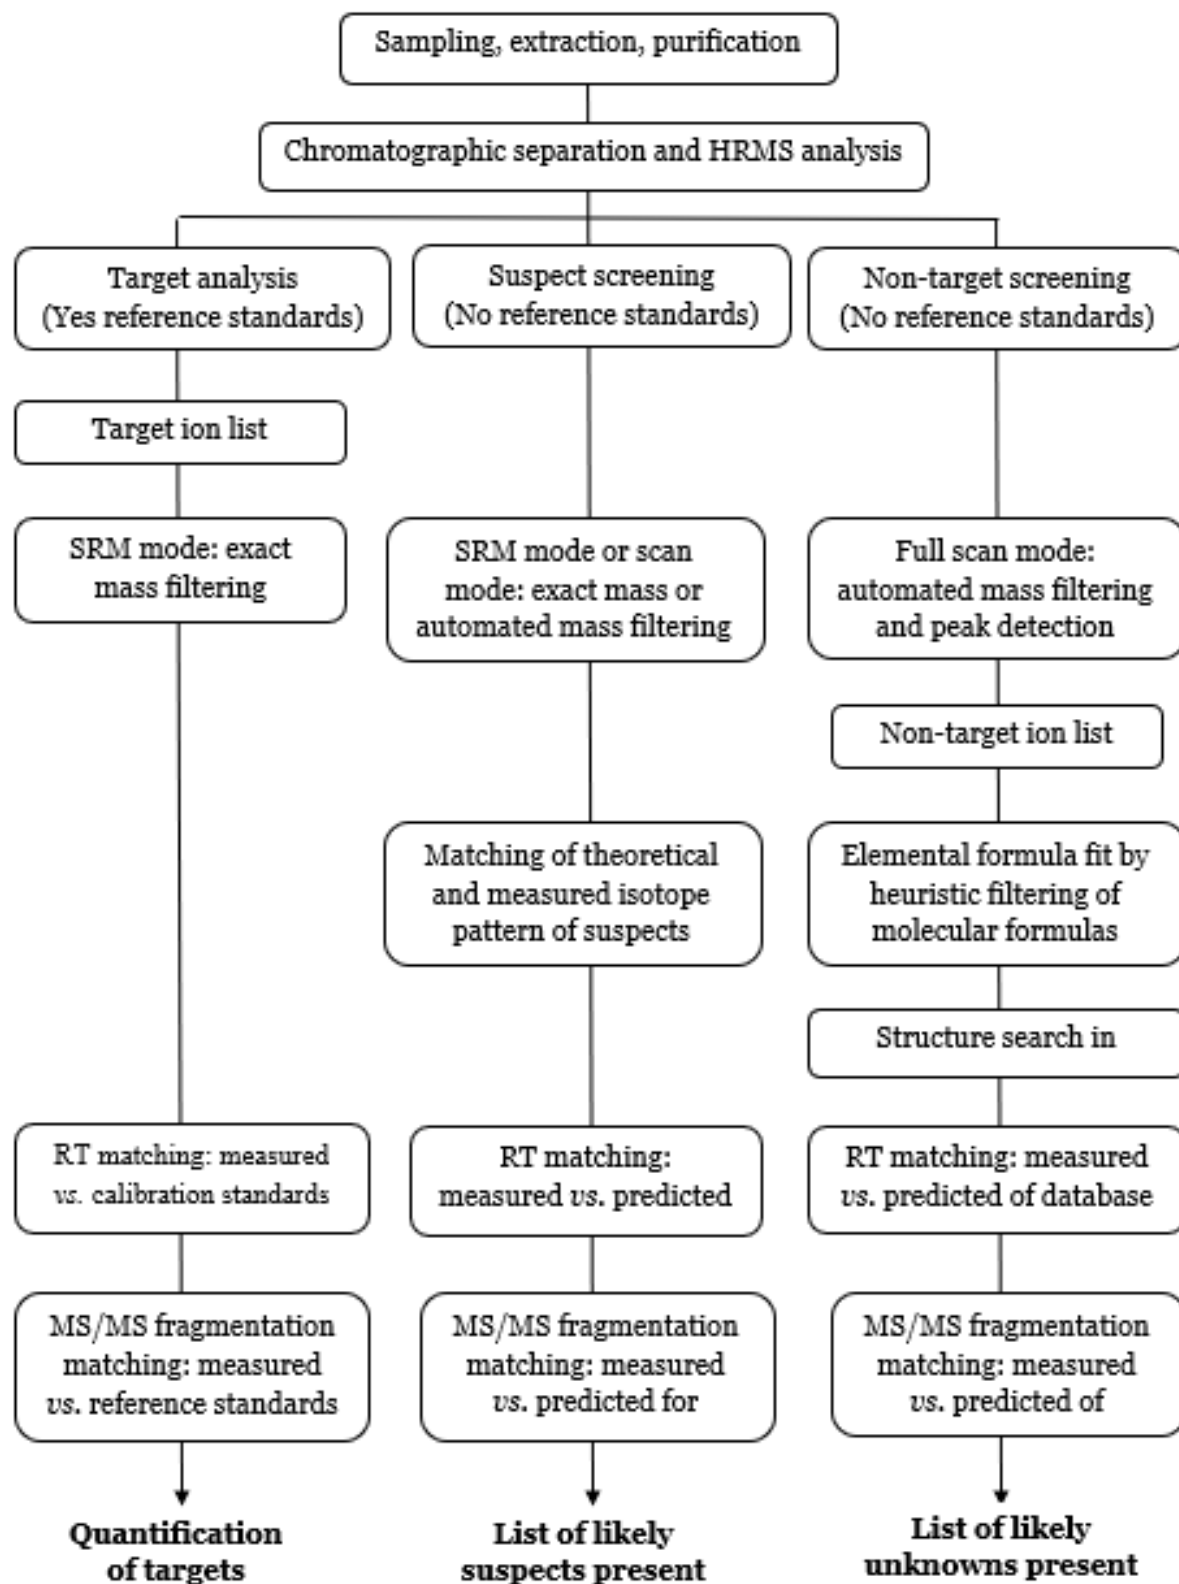 Sampling, extraction, purification
Chromatographic separation and HRMS analysis
Target analysis
(Yes reference standards)
Suspect screening
(No reference standards)
Non-target screening
(No reference standards)
Target ion list
SRM mode: exact
mass filtering
SRM mode or scan
mode: exact mass or
automated mass filtering
Full scan mode:
automated mass filtering
and peak detection
Non-target ion list
Matching of theoretical
and measured isotope
pattern of suspects
Elemental formula fit by
heuristic filtering of
molecular formulas
Structure search in
RT matching: measured
vs. calibration standards
RT matching:
measured vs. predicted
RT matching: measured
vs. predicted of database
MS/MS fragmentation
matching: measured
vs. reference standards
MS/MS fragmentation
matching: measured
vs. predicted for
MS/MS fragmentation
matching: measured
vs. predicted of
Quantification
of targets
List of likely
suspects present
List of likely
unknowns present